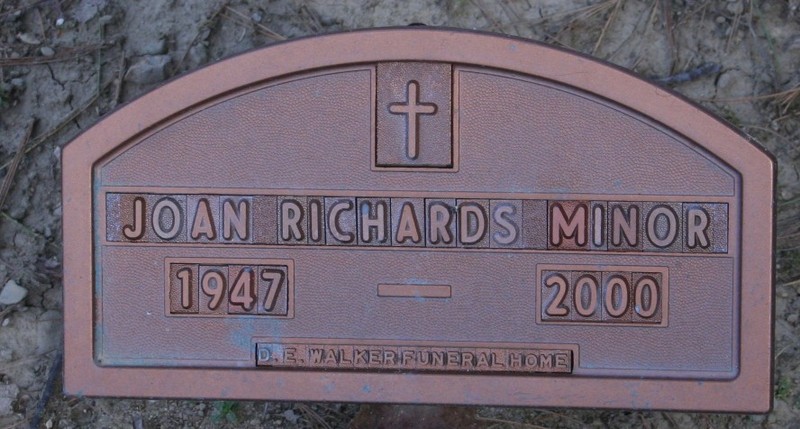 JOAN RICHARDS MINOR
1947 — 2000
D. E. WALKER FUNERAL HOME